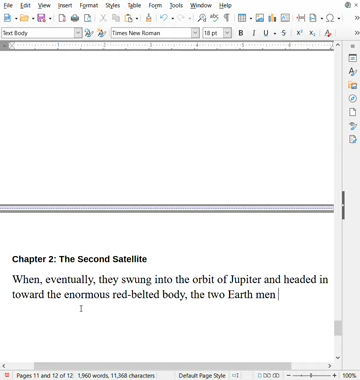 File Edit View Insert Format Styles Table Form Tools Window Help
Text Body Times New Roman 18 pt
Chapter 2: The Second Satellite
When, eventually, they swung into the orbit of Jupiter and headed in
toward the enormous red-belted body, the two Earth men
Pages 11 and 12 of 12 1,960 words, 11,368 characters Default Page Style 100%